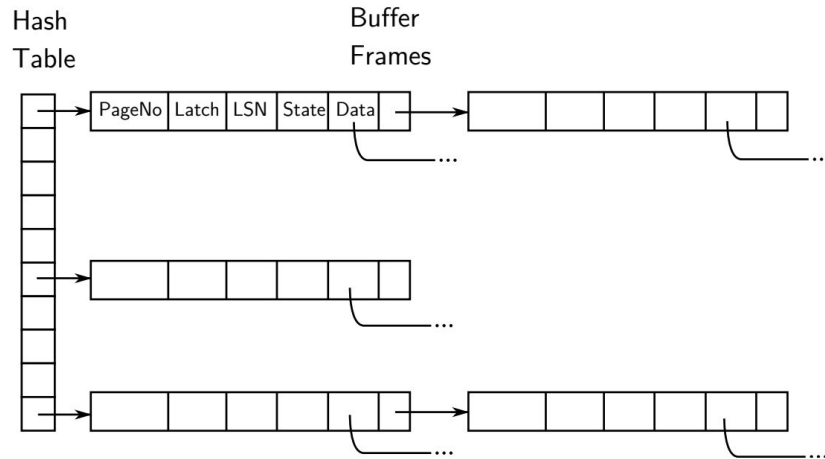 Hash
Table
Buffer
Frames
PageNo Latch LSN State Data
...
...
...
...
...